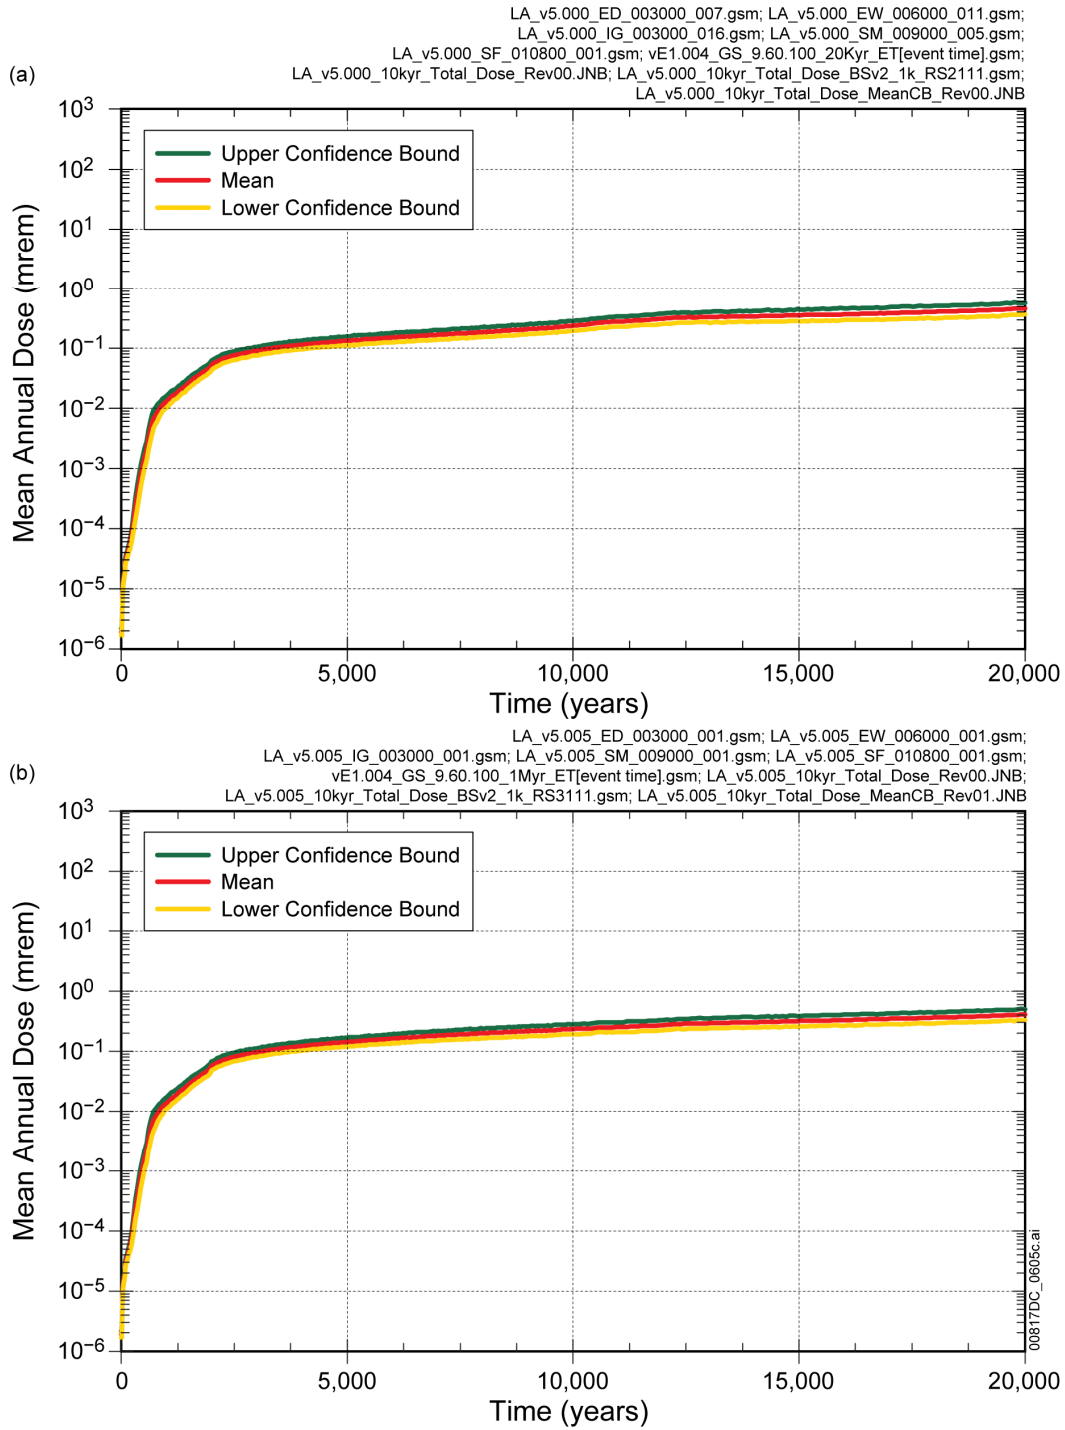 LA_v5.000_ED_003000_007.gsm; LA_v5.000_EW_006000_011.gsm;
LA_v5.000_IG_003000_016.gsm; LA_v5.000_SM_009000_005.gsm;
LA_v5.000_SF_010800_001.gsm; vE1.004_GS_9.60.100_20Kyr_ET[event time].gsm;
LA_v5.000_10kyr_Total_Dose_Rev00.JNB; LA_v5.000_10kyr_Total_Dose_BSv2_1k_RS2111.gsm;
LA_v5.000_10kyr_Total_Dose_MeanCB_Rev00.JNB
(a)
Upper Confidence Bound
Mean
Lower Confidence Bound
Mean Annual Dose (mrem)
10³
10²
10¹
10⁰
10⁻¹
10⁻²
10⁻³
10⁻⁴
10⁻⁵
10⁻⁶
0 5,000 10,000 15,000 20,000
Time (years)
LA_v5.005_ED_003000_001.gsm; LA_v5.005_EW_006000_001.gsm;
LA_v5.005_IG_003000_001.gsm; LA_v5.005_SM_009000_001.gsm; LA_v5.005_SF_010800_001.gsm;
vE1.004_GS_9.60.100_1Myr_ET[event time].gsm; LA_v5.005_10kyr_Total_Dose_Rev00.JNB;
LA_v5.005_10kyr_Total_Dose_BSv2_1k_RS3111.gsm; LA_v5.005_10kyr_Total_Dose_MeanCB_Rev01.JNB
(b)
Upper Confidence Bound
Mean
Lower Confidence Bound
Mean Annual Dose (mrem)
10³
10²
10¹
10⁰
10⁻¹
10⁻²
10⁻³
10⁻⁴
10⁻⁵
10⁻⁶
0 5,000 10,000 15,000 20,000
Time (years)
00817DC_0605c.ai